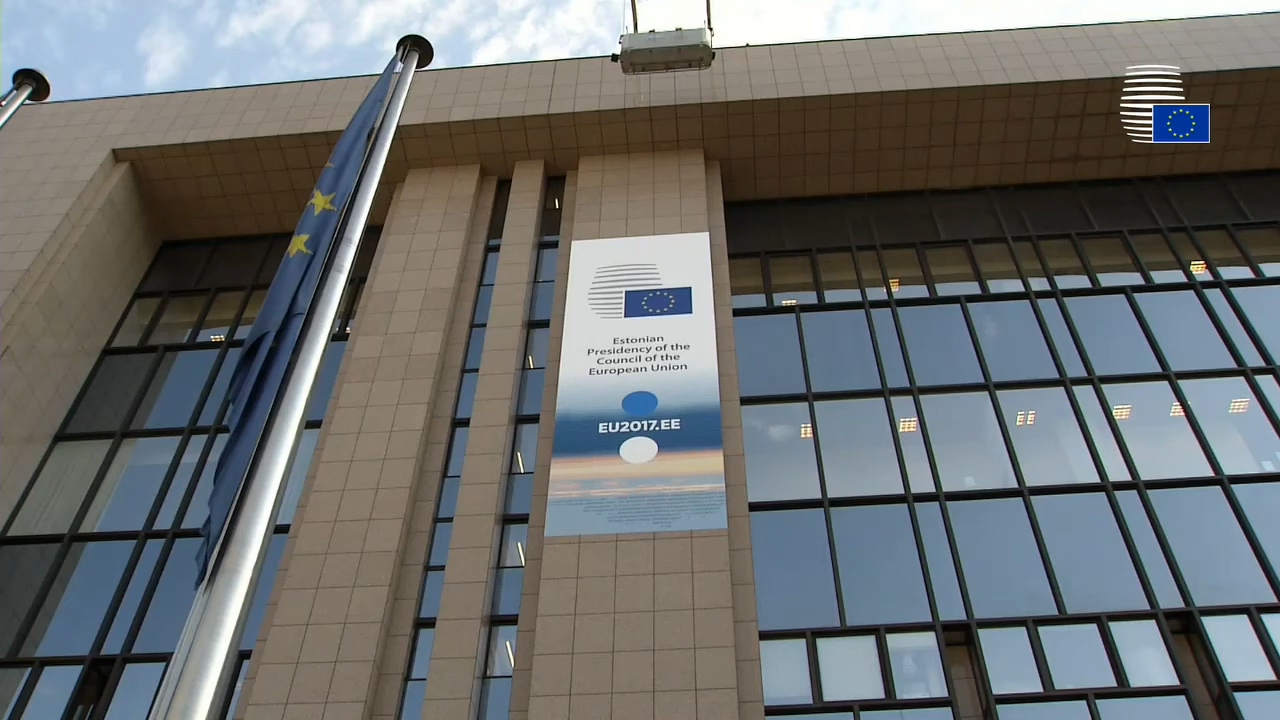 Estonian
Presidency of the
Council of the
European Union
EU2017.EE